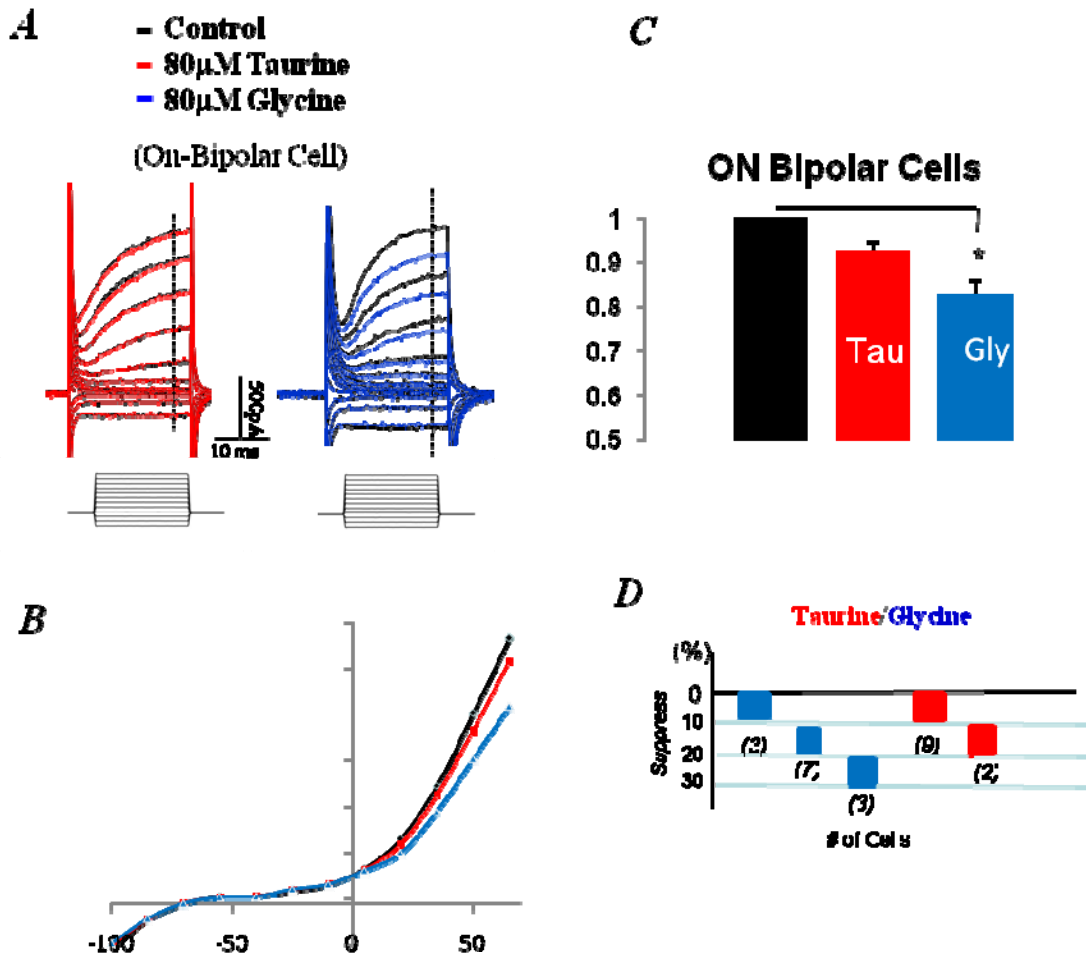 A
Control
80µM Taurine
80µM Glycine
(On-Bipolar Cell)
500pA
10 ms
B
-100
-50
0
50
C
ON Bipolar Cells
1
0.9
0.8
0.7
0.6
0.5
*
Tau
Gly
D
Taurine/Glycine
(%)
Suppress
0
10
20
30
(7)
(3)
(9)
(2)
# of Cells